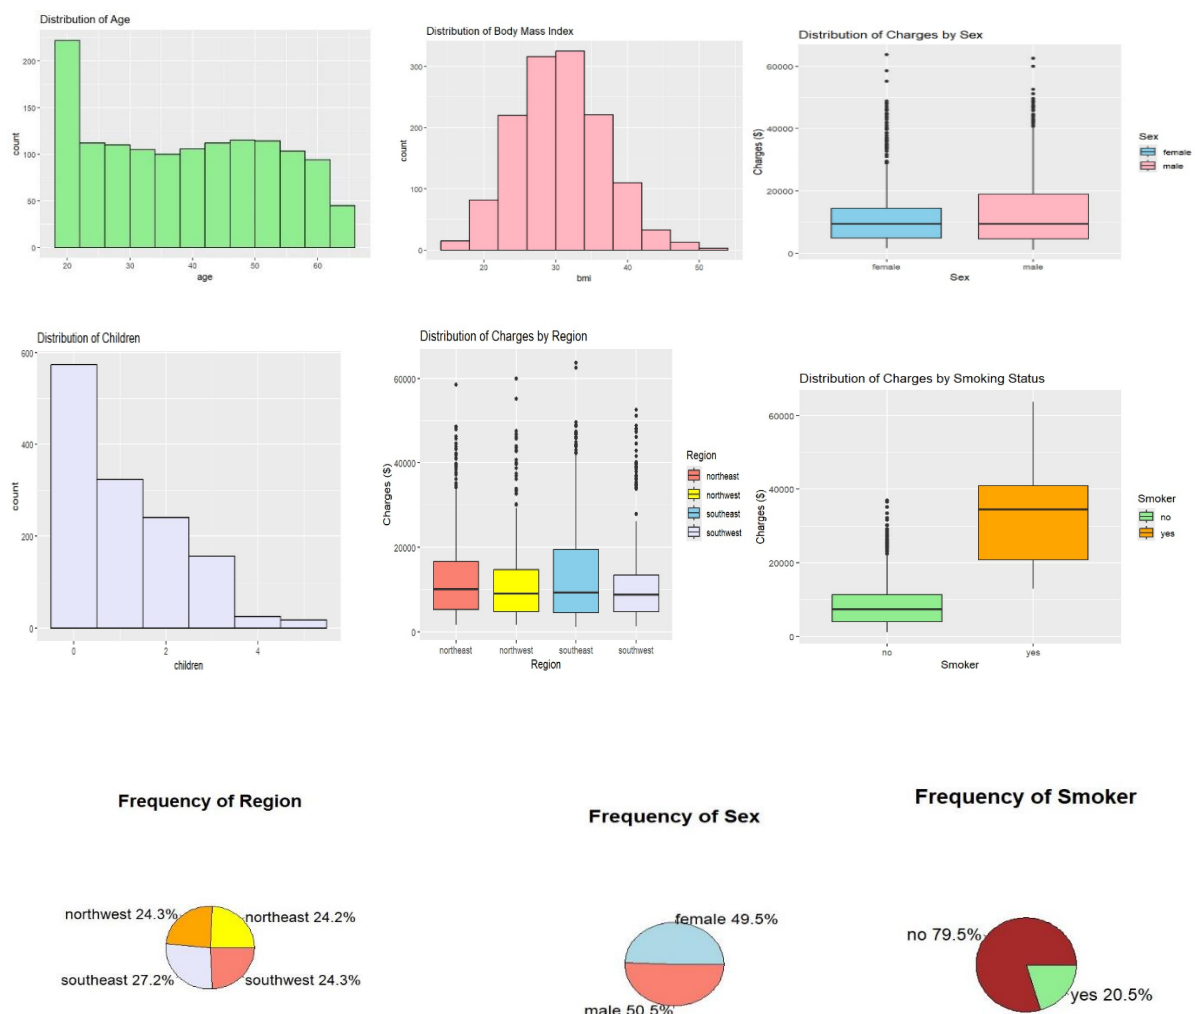 Distribution of Age
200
150
100
50
0
count
20
30
40
50
60
age
Distribution of Body Mass Index
300
200
100
0
count
20
30
40
50
bmi
Distribution of Charges by Sex
60000
40000
20000
0
Charges ($)
female
male
Sex
Sex
female
male
Distribution of Children
600
400
200
0
count
0
2
4
children
Distribution of Charges by Region
60000
40000
20000
0
Charges ($)
northeast
northwest
southeast
southwest
Region
Region
northeast
northwest
southeast
southwest
Distribution of Charges by Smoking Status
60000
40000
20000
0
Charges ($)
no
yes
Smoker
Smoker
no
yes
Frequency of Region
northwest 24.3%
northeast 24.2%
southeast 27.2%
southwest 24.3%
Frequency of Sex
female 49.5%
male 50.5%
Frequency of Smoker
no 79.5%
yes 20.5%